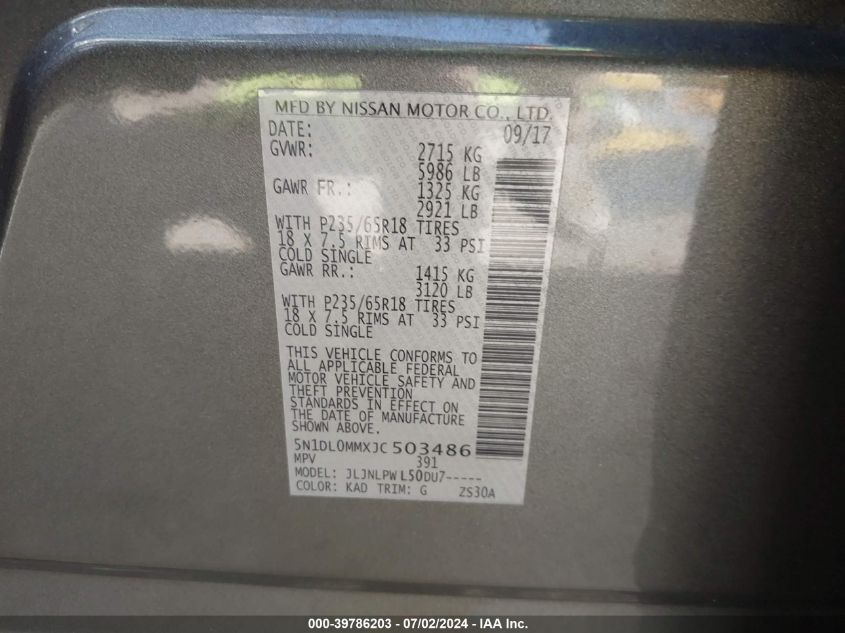 MFD BY NISSAN MOTOR CO., LTD.
DATE: 09/17
GVWR: 2715 KG
5986 LB
GAWR FR.: 1325 KG
2921 LB
WITH P235/65R18 TIRES
18 X 7.5 RIMS AT 33 PSI
COLD SINGLE
GAWR RR.: 1415 KG
3120 LB
WITH P235/65R18 TIRES
18 X 7.5 RIMS AT 33 PSI
COLD SINGLE
THIS VEHICLE CONFORMS TO
ALL APPLICABLE FEDERAL
MOTOR VEHICLE SAFETY AND
THEFT PREVENTION
STANDARDS IN EFFECT ON
THE DATE OF MANUFACTURE
SHOWN ABOVE.
5N1DL0MMXJC503486
MPV 391
MODEL: JLJNLPW L50DU7-----
COLOR: KAD TRIM: G ZS30A
000-39786203 - 07/02/2024 - IAA Inc.